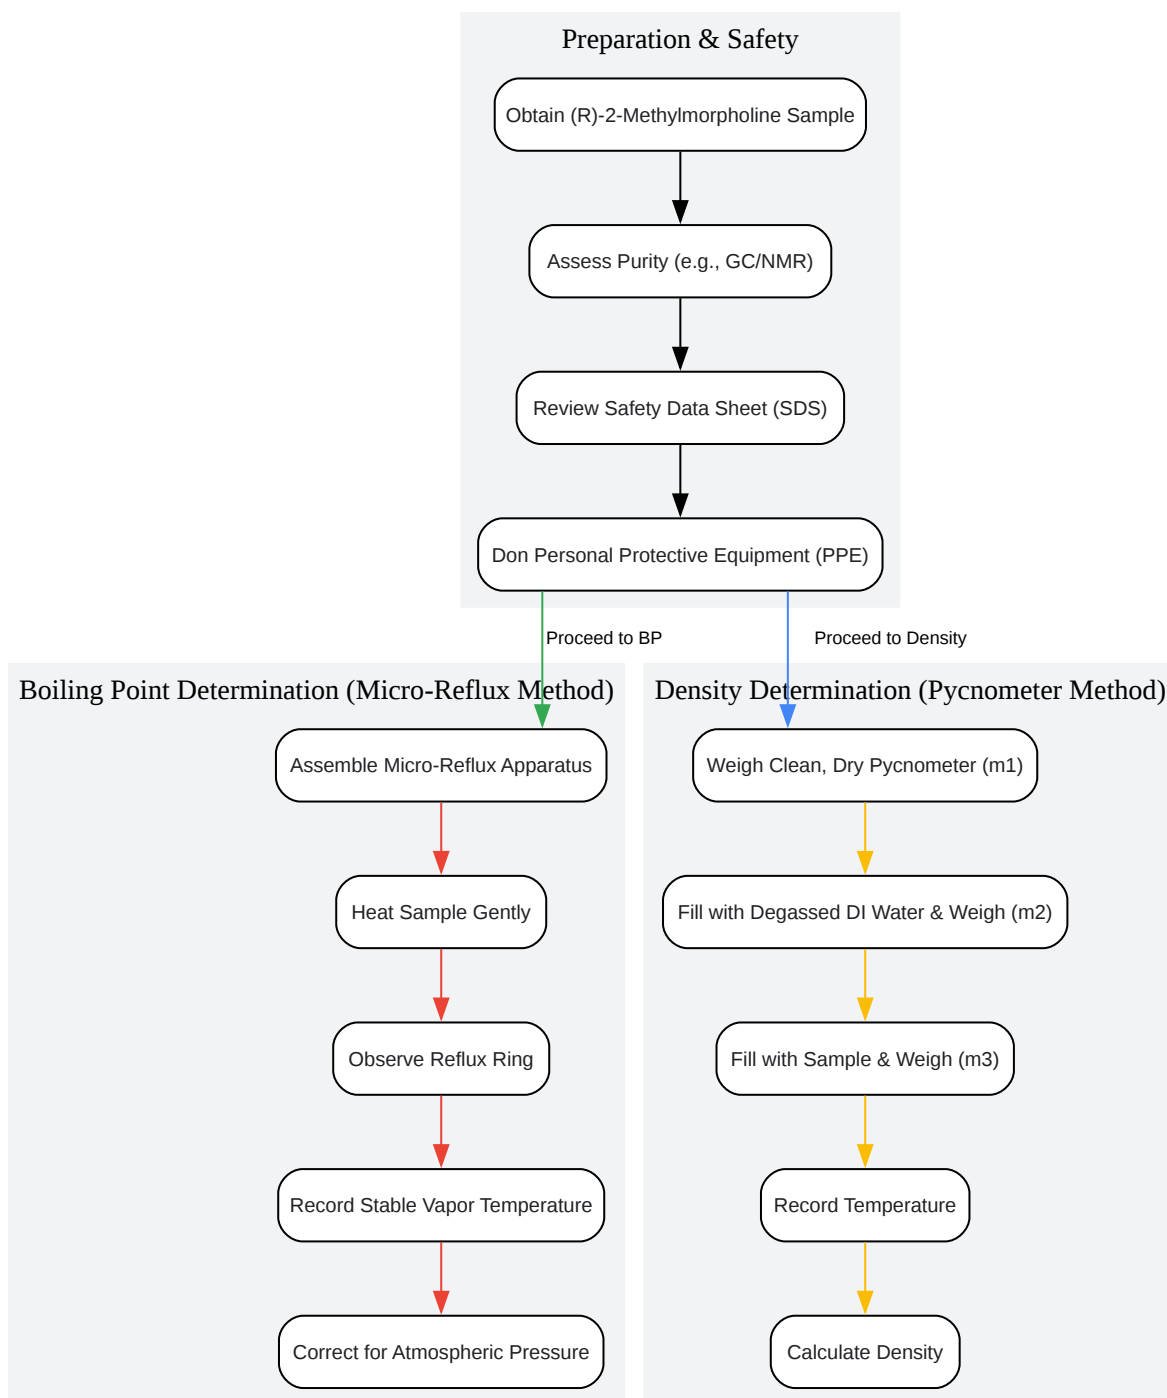 Preparation & Safety
Obtain (R)-2-Methylmorpholine Sample
Assess Purity (e.g., GC/NMR)
Review Safety Data Sheet (SDS)
Don Personal Protective Equipment (PPE)
Proceed to BP
Proceed to Density
Boiling Point Determination (Micro-Reflux Method)
Assemble Micro-Reflux Apparatus
Heat Sample Gently
Observe Reflux Ring
Record Stable Vapor Temperature
Correct for Atmospheric Pressure
Density Determination (Pycnometer Method)
Weigh Clean, Dry Pycnometer (m1)
Fill with Degassed DI Water & Weigh (m2)
Fill with Sample & Weigh (m3)
Record Temperature
Calculate Density